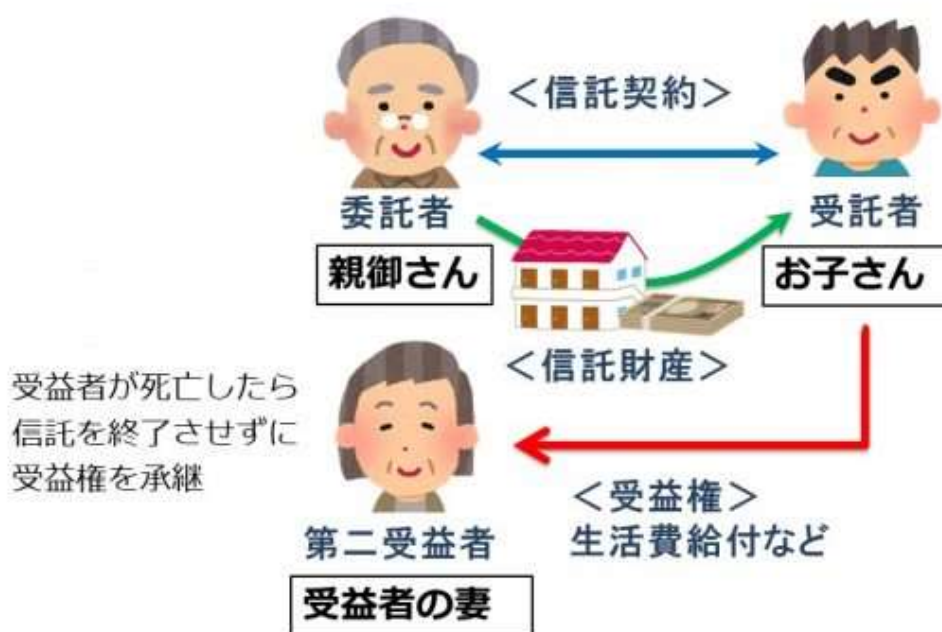 ＜信託契約＞
委託者
受託者
親御さん
お子さん
＜信託財産＞
受益者が死亡したら
信託を終了させずに
受益権を承継
＜受益権＞
生活費給付など
第二受益者
受益者の妻